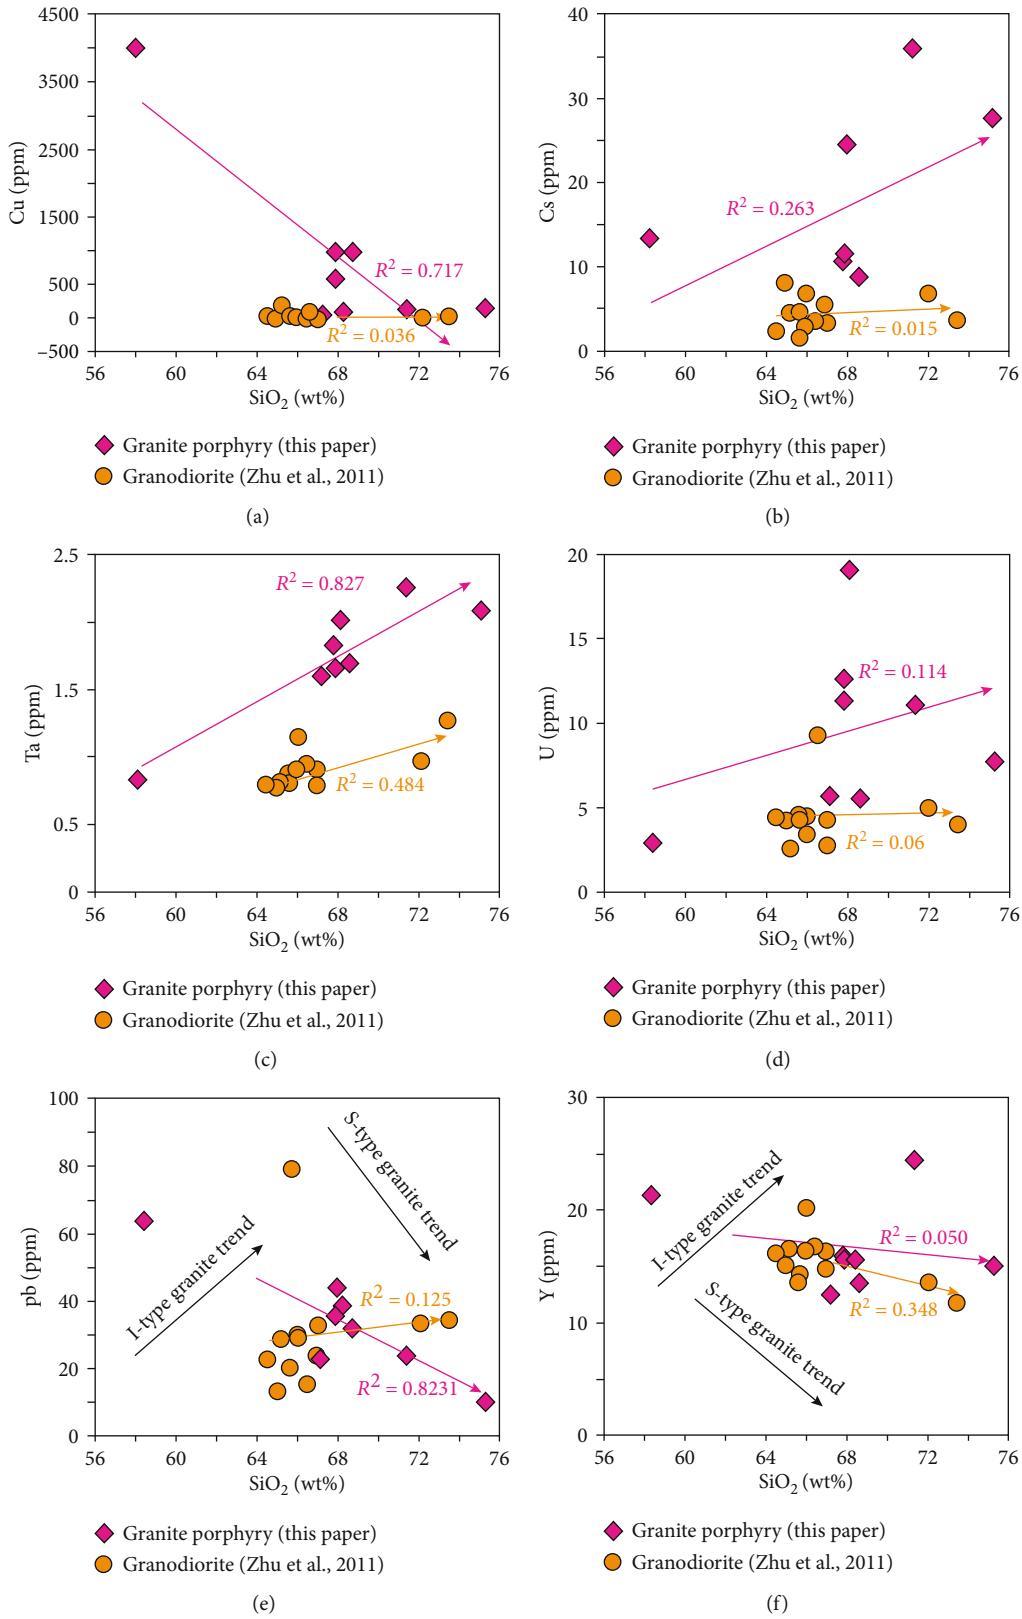 4500
3500
2500
1500
500
0
–500
Cu (ppm)
R² = 0.717
R² = 0.036
56 60 64 68 72 76
SiO₂ (wt%)
Granite porphyry (this paper)
Granodiorite (Zhu et al., 2011)
(a)
40
30
20
10
0
Cs (ppm)
R² = 0.263
R² = 0.015
56 60 64 68 72 76
SiO₂ (wt%)
Granite porphyry (this paper)
Granodiorite (Zhu et al., 2011)
(b)
2.5
1.5
0.5
0
Ta (ppm)
R² = 0.827
R² = 0.484
56 60 64 68 72 76
SiO₂ (wt%)
Granite porphyry (this paper)
Granodiorite (Zhu et al., 2011)
(c)
20
15
10
5
0
U (ppm)
R² = 0.114
R² = 0.06
56 60 64 68 72 76
SiO₂ (wt%)
Granite porphyry (this paper)
Granodiorite (Zhu et al., 2011)
(d)
100
80
60
40
20
0
pb (ppm)
I-type granite trend
S-type granite trend
R² = 0.125
R² = 0.8231
56 60 64 68 72 76
SiO₂ (wt%)
Granite porphyry (this paper)
Granodiorite (Zhu et al., 2011)
(e)
30
20
10
0
Y (ppm)
I-type granite trend
S-type granite trend
R² = 0.050
R² = 0.348
56 60 64 68 72 76
SiO₂ (wt%)
Granite porphyry (this paper)
Granodiorite (Zhu et al., 2011)
(f)